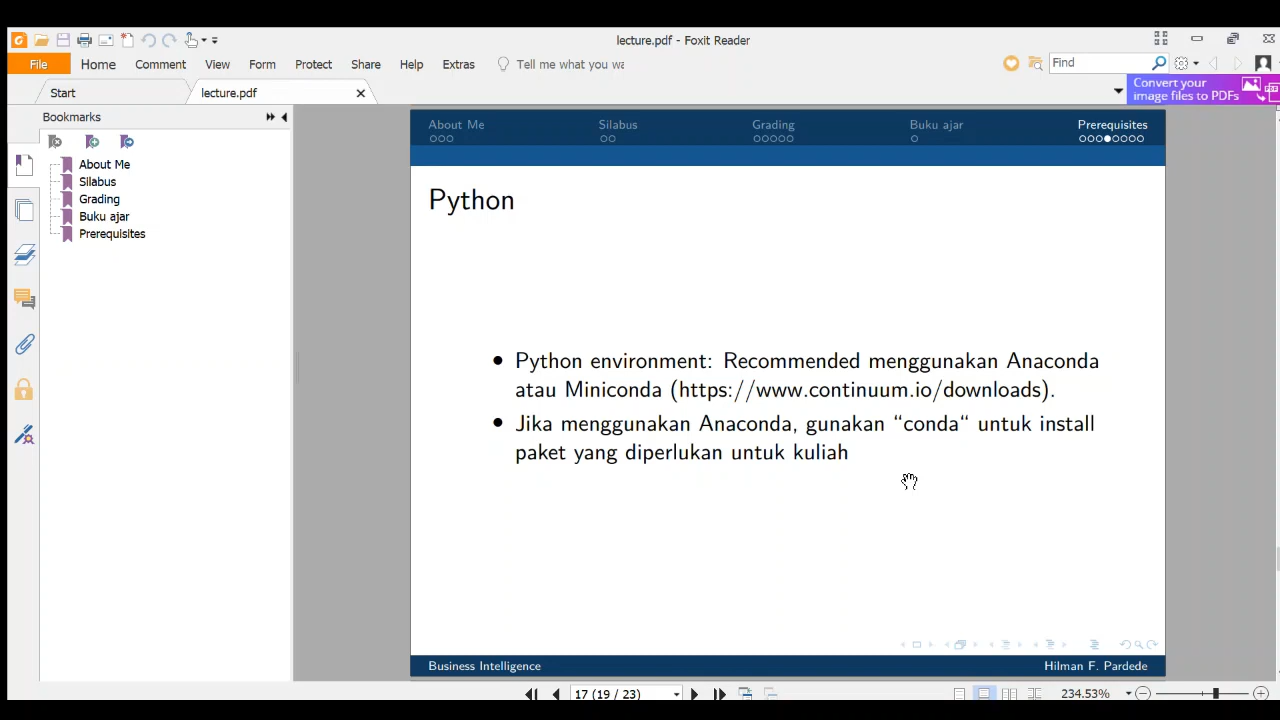 lecture.pdf - Foxit Reader
File Home Comment View Form Protect Share Help Extras Tell me what you wa Find
Start lecture.pdf
Convert your
image files to PDFs
Bookmarks
About Me
Silabus
Grading
Buku ajar
Prerequisites
About Me Silabus Grading Buku ajar Prerequisites
Python
• Python environment: Recommended menggunakan Anaconda
atau Miniconda (https://www.continuum.io/downloads).
• Jika menggunakan Anaconda, gunakan “conda“ untuk install
paket yang diperlukan untuk kuliah
Business Intelligence Hilman F. Pardede
17 (19 / 23) 234.53%